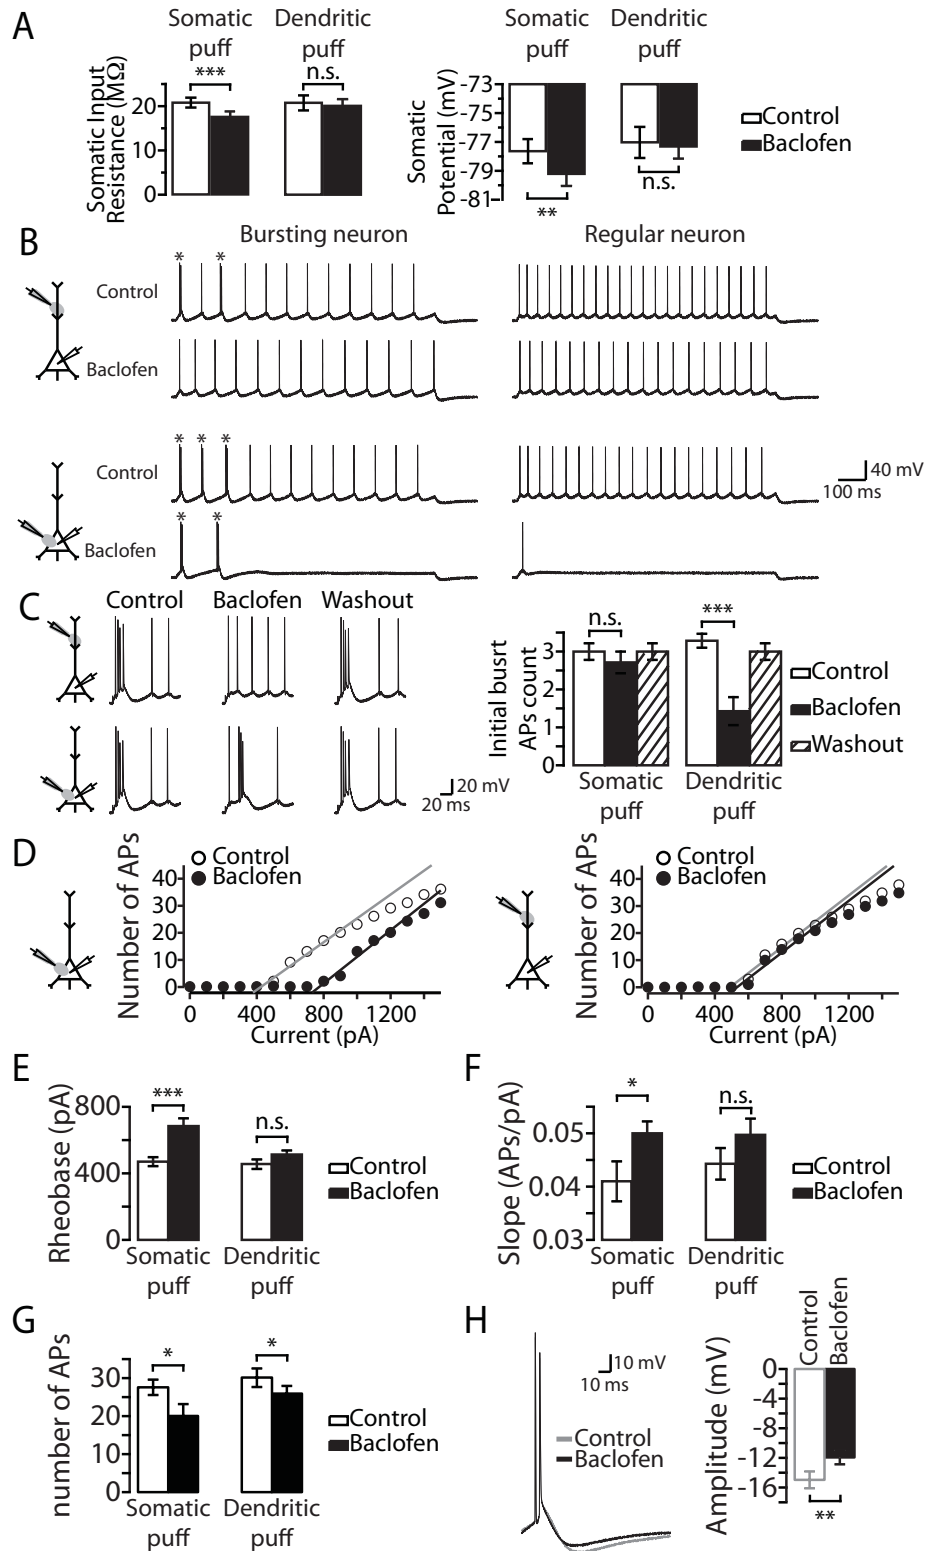 A
Somatic puff
Dendritic puff
Somatic Input Resistance (MΩ)
20
10
0
***
n.s.
Somatic puff
Dendritic puff
Somatic Potential (mV)
-73
-75
-77
-79
-81
**
n.s.
Control
Baclofen
B
Bursting neuron
Regular neuron
Control
* *
Baclofen
Control
* * *
40 mV
100 ms
Baclofen
* *
C
Control
Baclofen
Washout
20 mV
20 ms
Initial busrt APs count
3
2
1
0
n.s.
***
Somatic puff
Dendritic puff
Control
Baclofen
Washout
D
Number of APs
Control
Baclofen
40
30
20
10
0
0 400 800 1200
Current (pA)
Number of APs
Control
Baclofen
40
30
20
10
0
0 400 800 1200
Current (pA)
E
Rheobase (pA)
800
400
0
***
n.s.
Somatic puff
Dendritic puff
Control
Baclofen
F
Slope (APs/pA)
0.05
0.04
0.03
*
n.s.
Somatic puff
Dendritic puff
Control
Baclofen
G
number of APs
30
20
10
0
*
*
Somatic puff
Dendritic puff
Control
Baclofen
H
10 mV
10 ms
Control
Baclofen
Amplitude (mV)
Control
Baclofen
0
-4
-8
-12
-16
**